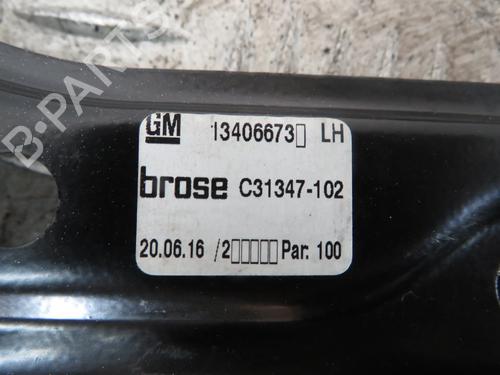 B-PARTS
GM 13406673▯ LH
brose C31347-102
20.06.16 /2▯▯▯▯▯ Par. 100